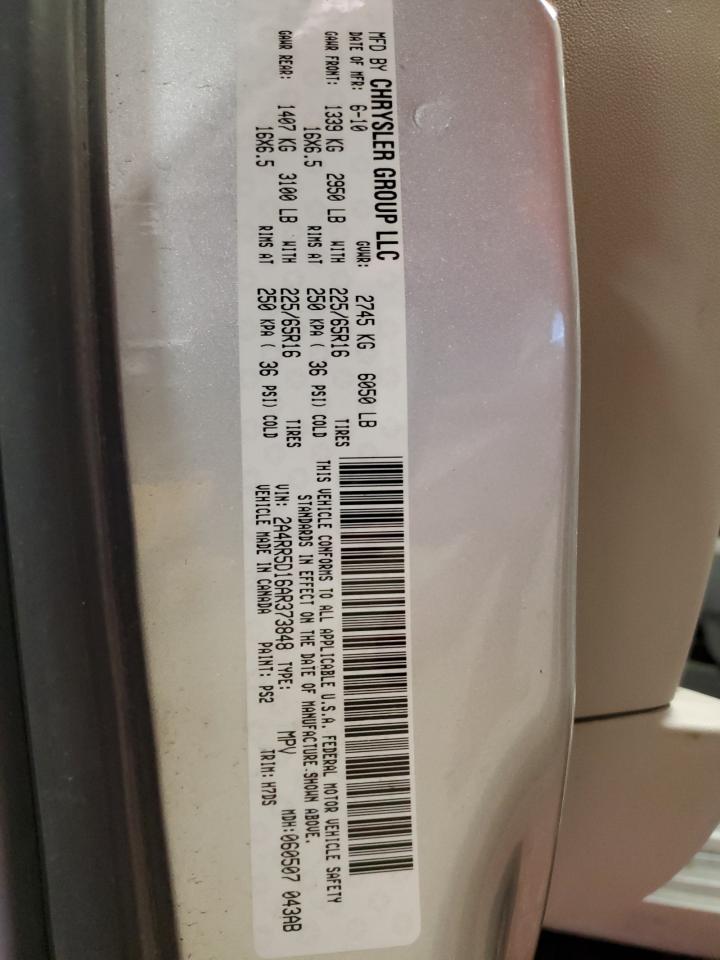 MFD BY CHRYSLER GROUP LLC
DATE OF MFR: 6-10 GVWR: 2745 KG 6050 LB
GAWR FRONT: 1339 KG 2950 LB WITH 225/65R16 TIRES
16X6.5 RIMS AT 250 KPA ( 36 PSI) COLD
GAWR REAR: 1407 KG 3100 LB WITH 225/65R16 TIRES
16X6.5 RIMS AT 250 KPA ( 36 PSI) COLD
THIS VEHICLE CONFORMS TO ALL APPLICABLE U.S.A. FEDERAL MOTOR VEHICLE SAFETY
STANDARDS IN EFFECT ON THE DATE OF MANUFACTURE SHOWN ABOVE.
VIN: 2A4RR5D16AR373848 TYPE: MPV MDH:060507 043AB
VEHICLE MADE IN CANADA PAINT: PS2 TRIM: H7DS